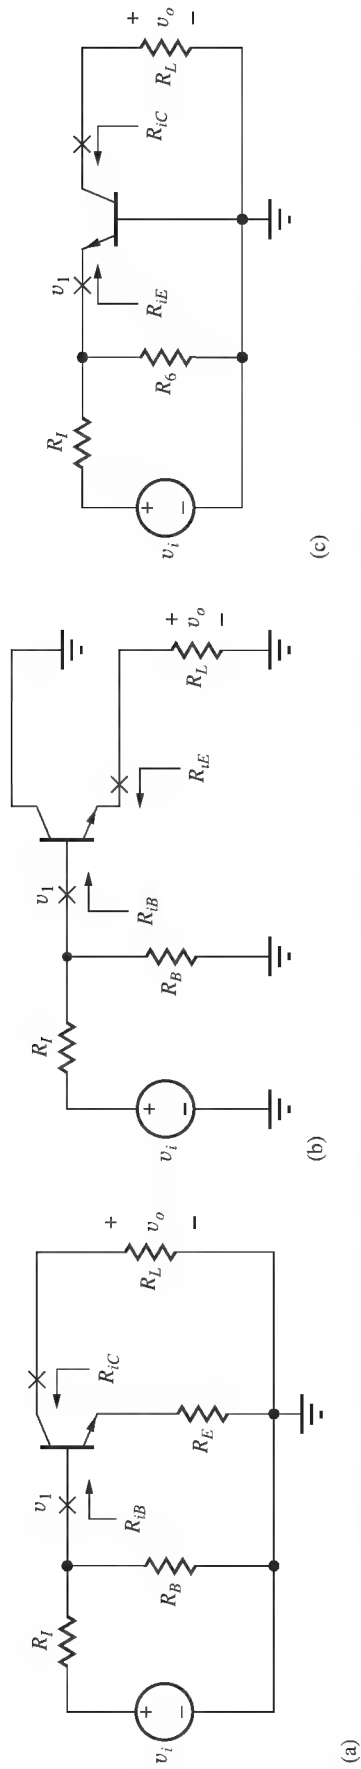 R_I
v_i
+
−
R_B
v_1
R_iB
R_iC
R_E
R_L
+
v_o
−
(a)
R_I
v_i
+
−
R_B
v_1
R_iB
R_iE
R_L
+
v_o
−
(b)
R_I
v_i
+
−
R_6
v_1
R_iE
R_iC
R_L
+
v_o
−
(c)